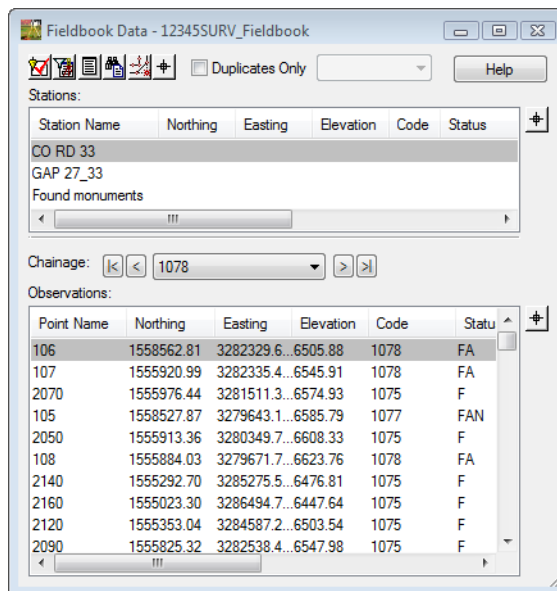 Fieldbook Data - 12345SURV_Fieldbook
Duplicates Only Help
Stations:
Station Name Northing Easting Elevation Code Status
CO RD 33
GAP 27_33
Found monuments
Chainage: |< < 1078 > >|
Observations:
Point Name Northing Easting Elevation Code Statu
106 1558562.81 3282329.6... 6505.88 1078 FA
107 1555920.99 3282335.4... 6545.91 1078 FA
2070 1555976.44 3281511.3... 6574.93 1075 F
105 1558527.87 3279643.1... 6585.79 1077 FAN
2050 1555913.36 3280349.7... 6608.33 1075 F
108 1555884.03 3279671.7... 6623.76 1078 FA
2140 1555292.70 3285275.5... 6476.81 1075 F
2160 1555023.30 3286494.7... 6447.64 1075 F
2120 1555353.04 3284587.2... 6503.54 1075 F
2090 1555825.32 3282538.4... 6547.98 1075 F